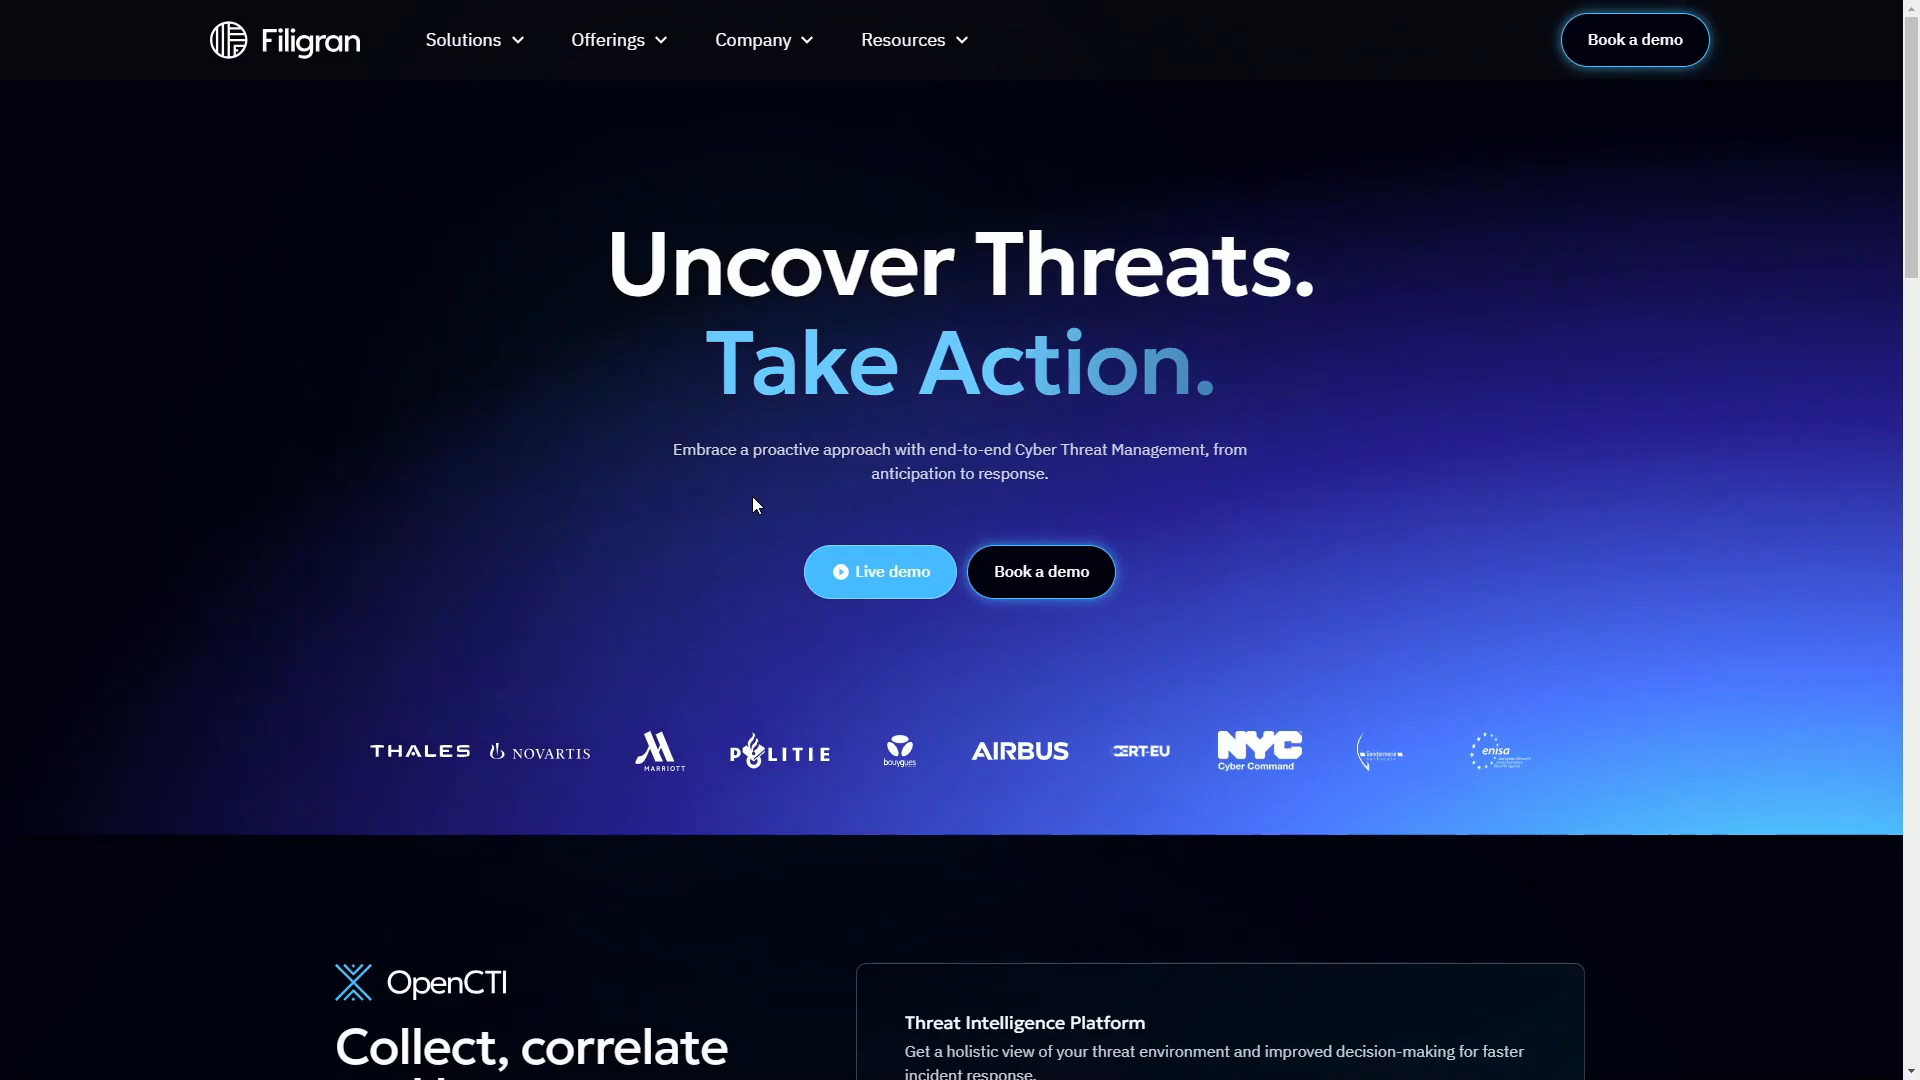 Filigran
Solutions
Offerings
Company
Resources
Book a demo
Uncover Threats.
Take Action.
Embrace a proactive approach with end-to-end Cyber Threat Management, from
anticipation to response.
Live demo
Book a demo
THALES
NOVARTIS
MARRIOTT
POLITIE
bouygues
AIRBUS
CERT-EU
NYC
Cyber Command
enisa
OpenCTI
Collect, correlate
Threat Intelligence Platform
Get a holistic view of your threat environment and improved decision-making for faster
incident response.